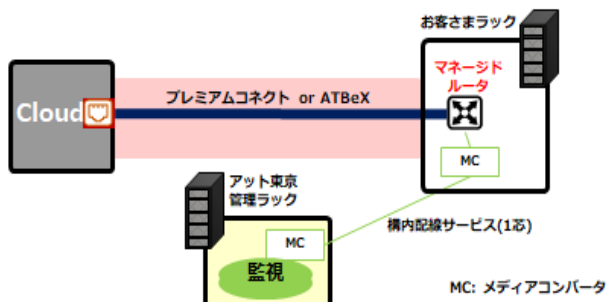 お客さまラック
マネージド
ルータ
プレミアムコネクト or ATBeX
Cloud
MC
アット東京
管理ラック
構内配線サービス(1芯)
MC
監視
MC: メディアコンバータ